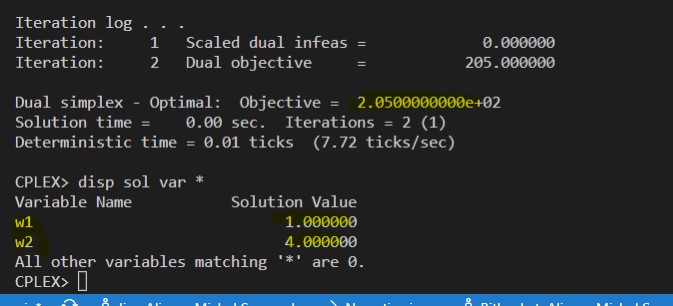 Iteration log . . .
Iteration:     1   Scaled dual infeas =             0.000000
Iteration:     2   Dual objective     =           205.000000
Dual simplex - Optimal:  Objective =  2.0500000000e+02
Solution time =    0.00 sec.  Iterations = 2 (1)
Deterministic time = 0.01 ticks  (7.72 ticks/sec)
CPLEX> disp sol var *
Variable Name           Solution Value
w1                            1.000000
w2                            4.000000
All other variables matching '*' are 0.
CPLEX>